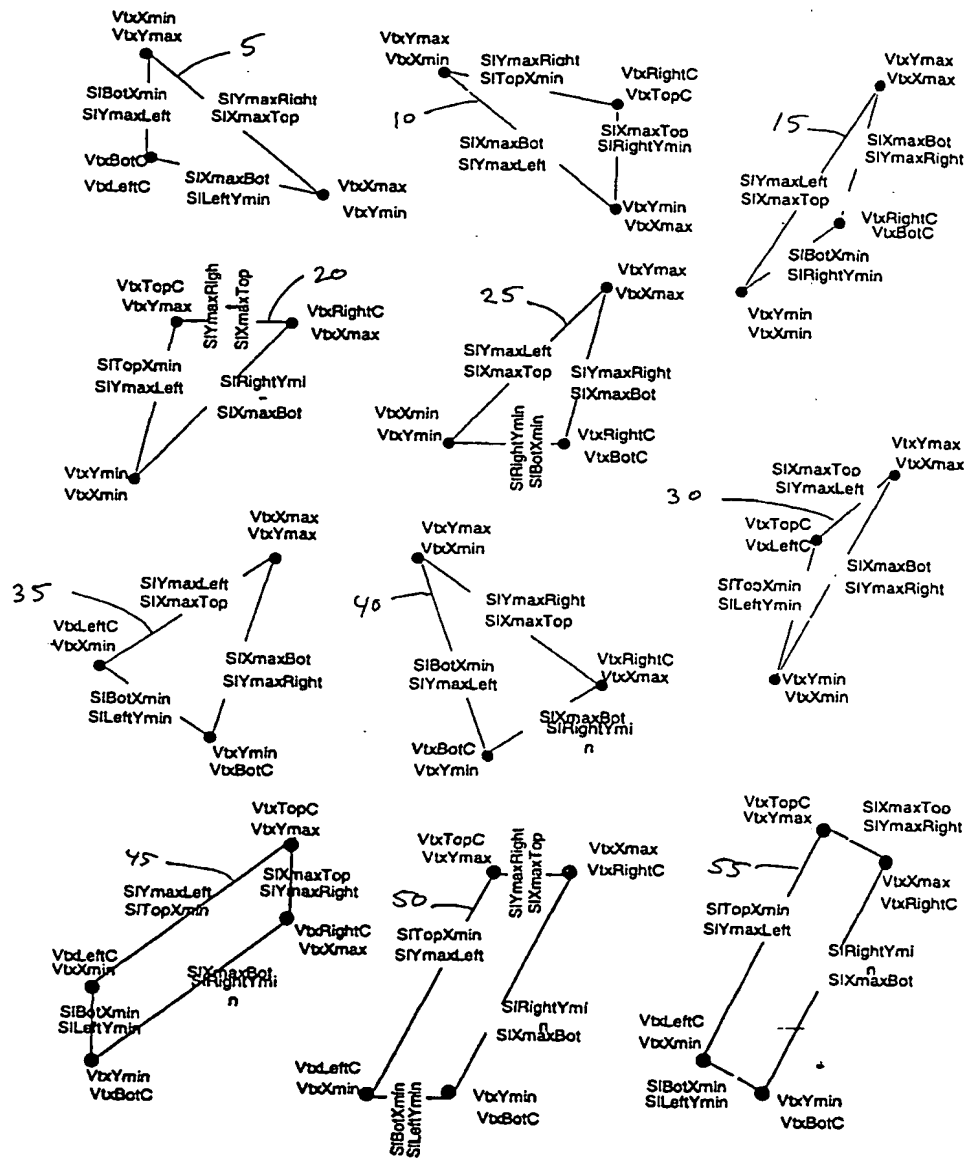 VtxXmin
VtxYmax
5
SlBotXmin
SlYmaxLeft
SlYmaxRight
SlXmaxTop
VtxBotC
VtxLeftC
SlXmaxBot
SlLeftYmin
VtxXmax
VtxYmin
VtxYmax
VtxXmin
SlYmaxRight
SlTopXmin
VtxRightC
VtxTopC
10
SlXmaxTop
SlRightYmin
SlXmaxBot
SlYmaxLeft
VtxYmin
VtxXmax
VtxYmax
VtxXmax
15
SlXmaxBot
SlYmaxRight
SlYmaxLeft
SlXmaxTop
VtxRightC
VtxBotC
SlBotXmin
SlRightYmin
VtxYmin
VtxXmin
VtxTopC
VtxYmax
SlYmaxRigh
SlXmaxTop
20
VtxRightC
VtxXmax
SlTopXmin
SlYmaxLeft
SlRightYmi
n
SlXmaxBot
VtxYmin
VtxXmin
VtxYmax
VtxXmax
25
SlYmaxLeft
SlXmaxTop
SlYmaxRight
SlXmaxBot
VtxXmin
VtxYmin
SlRightYmin
SlBotXmin
VtxRightC
VtxBotC
VtxYmax
VtxXmax
SlXmaxTop
SlYmaxLeft
30
VtxTopC
VtxLeftC
SlXmaxBot
SlYmaxRight
SlTopXmin
SlLeftYmin
VtxYmin
VtxXmin
VtxXmax
VtxYmax
35
SlYmaxLeft
SlXmaxTop
VtxLeftC
VtxXmin
SlXmaxBot
SlYmaxRight
SlBotXmin
SlLeftYmin
VtxYmin
VtxBotC
VtxYmax
VtxXmin
40
SlYmaxRight
SlXmaxTop
SlBotXmin
SlYmaxLeft
VtxRightC
VtxXmax
SlXmaxBot
SlRightYmi
n
VtxBotC
VtxYmin
VtxTopC
VtxYmax
45
SlYmaxLeft
SlTopXmin
SlXmaxTop
SlYmaxRight
VtxRightC
VtxXmax
VtxLeftC
VtxXmin
SlXmaxBot
SlRightYmi
n
SlBotXmin
SlLeftYmin
VtxYmin
VtxBotC
VtxTopC
VtxYmax
SlYmaxRight
SlXmaxTop
VtxXmax
VtxRightC
50
SlTopXmin
SlYmaxLeft
SlRightYmi
n
SlXmaxBot
VtxLeftC
VtxXmin
SlBotXmin
SlLeftYmin
VtxYmin
VtxBotC
VtxTopC
VtxYmax
SlXmaxTop
SlYmaxRight
55
VtxXmax
VtxRightC
SlTopXmin
SlYmaxLeft
SlRightYmi
n
SlXmaxBot
VtxLeftC
VtxXmin
SlBotXmin
SlLeftYmin
VtxYmin
VtxBotC